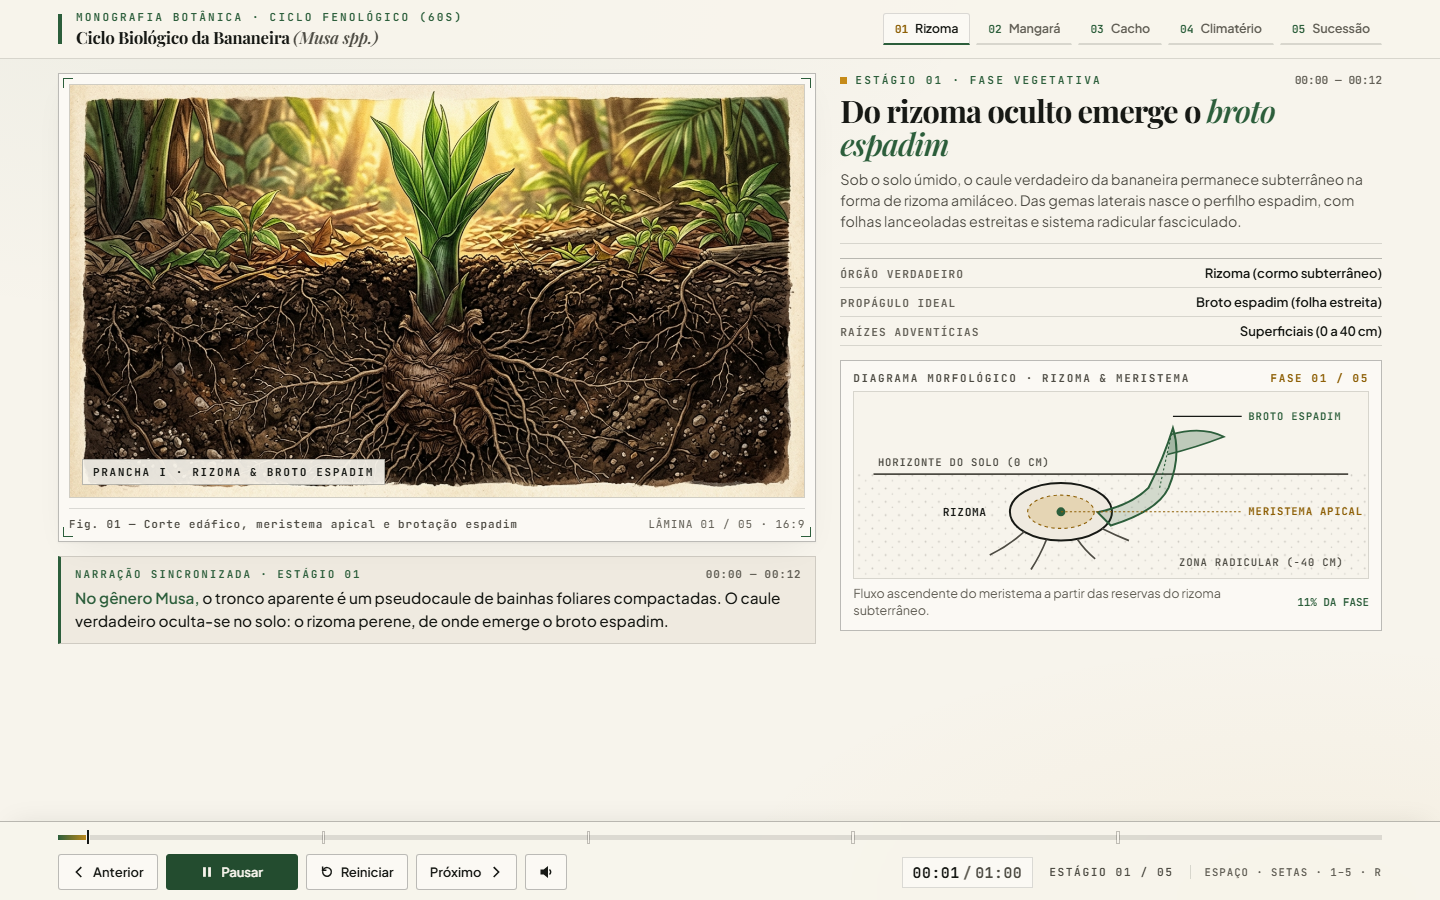 MONOGRAFIA BOTÂNICA · CICLO FENOLÓGICO (60S)
Ciclo Biológico da Bananeira (Musa spp.)
01 Rizoma
02 Mangará
03 Cacho
04 Climatério
05 Sucessão
PRANCHA I · RIZOMA & BROTO ESPADIM
Fig. 01 — Corte edáfico, meristema apical e brotação espadim
LÂMINA 01 / 05 · 16:9
NARRAÇÃO SINCRONIZADA · ESTÁGIO 01
00:00 — 00:12
No gênero Musa, o tronco aparente é um pseudocaule de bainhas foliares compactadas. O caule
verdadeiro oculta-se no solo: o rizoma perene, de onde emerge o broto espadim.
ESTÁGIO 01 · FASE VEGETATIVA
00:00 — 00:12
Do rizoma oculto emerge o broto
espadim
Sob o solo úmido, o caule verdadeiro da bananeira permanece subterrâneo na
forma de rizoma amiláceo. Das gemas laterais nasce o perfilho espadim, com
folhas lanceoladas estreitas e sistema radicular fasciculado.
ÓRGÃO VERDADEIRO
Rizoma (cormo subterrâneo)
PROPÁGULO IDEAL
Broto espadim (folha estreita)
RAÍZES ADVENTÍCIAS
Superficiais (0 a 40 cm)
DIAGRAMA MORFOLÓGICO · RIZOMA & MERISTEMA
FASE 01 / 05
BROTO ESPADIM
HORIZONTE DO SOLO (0 CM)
RIZOMA
MERISTEMA APICAL
ZONA RADICULAR (-40 CM)
Fluxo ascendente do meristema a partir das reservas do rizoma
subterrâneo.
11% DA FASE
Anterior
Pausar
Reiniciar
Próximo
00:01 / 01:00
ESTÁGIO 01 / 05
ESPAÇO · SETAS · 1–5 · R